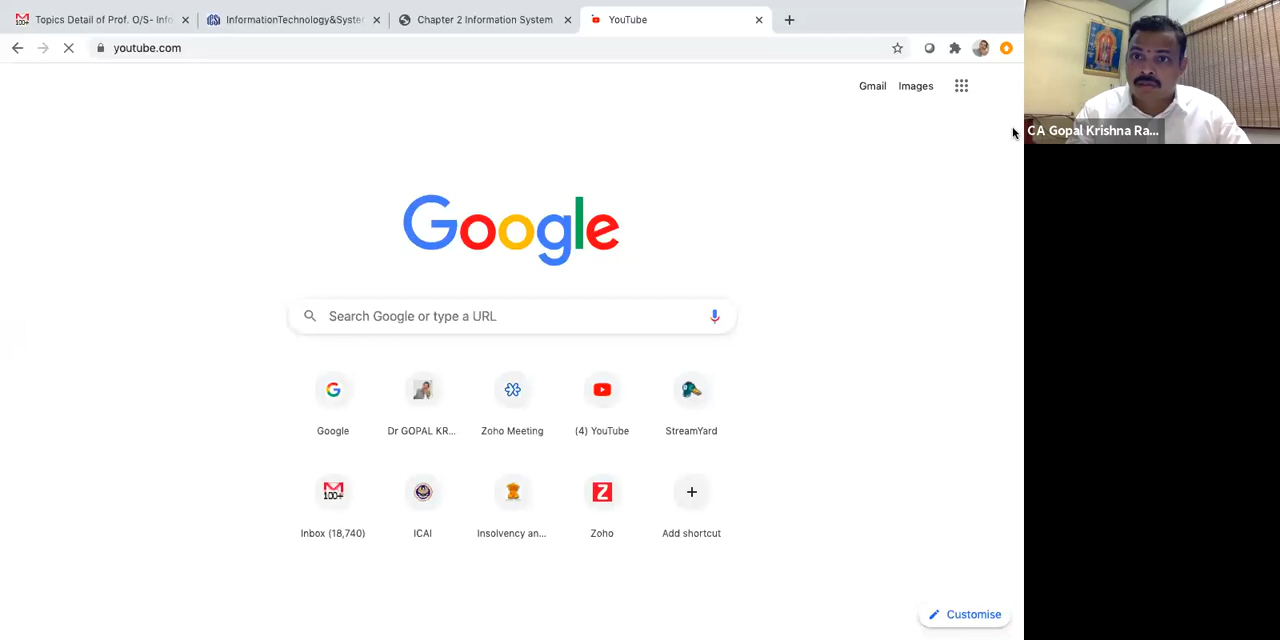 Topics Detail of Prof. O/S- Info
InformationTechnology&System
Chapter 2 Information System
YouTube
youtube.com
Gmail
Images
CA Gopal Krishna Ra...
Google
Search Google or type a URL
Google
Dr GOPAL KR...
Zoho Meeting
(4) YouTube
StreamYard
100+
Inbox (18,740)
ICAI
Insolvency an...
Z
Zoho
Add shortcut
Customise